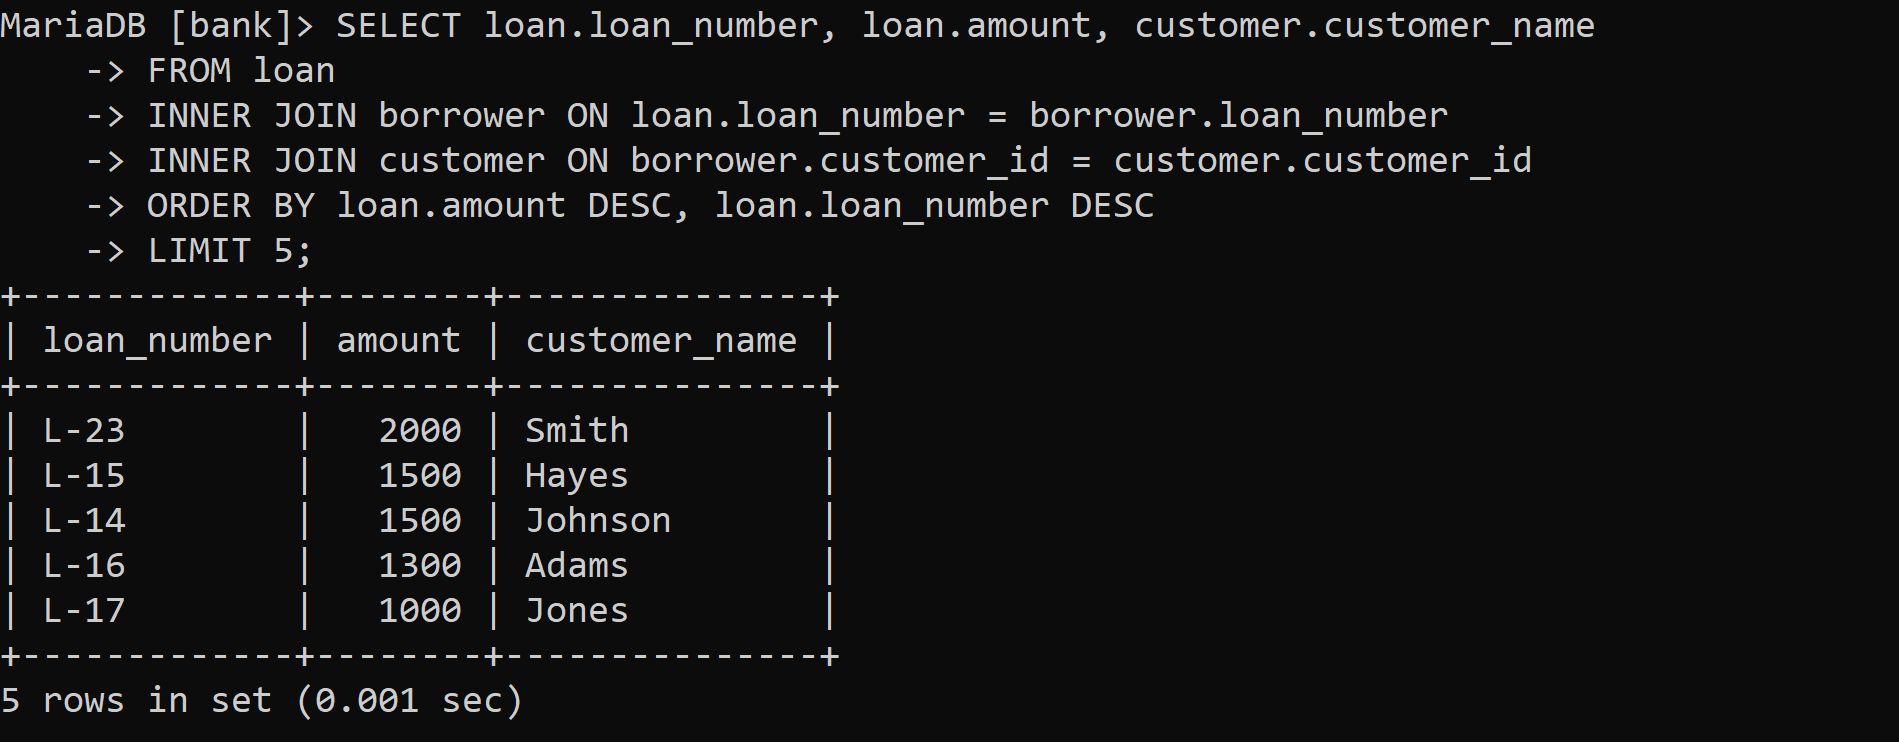 MariaDB [bank]> SELECT loan.loan_number, loan.amount, customer.customer_name
    -> FROM loan
    -> INNER JOIN borrower ON loan.loan_number = borrower.loan_number
    -> INNER JOIN customer ON borrower.customer_id = customer.customer_id
    -> ORDER BY loan.amount DESC, loan.loan_number DESC
    -> LIMIT 5;
+-------------+--------+---------------+
| loan_number | amount | customer_name |
+-------------+--------+---------------+
| L-23        |   2000 | Smith         |
| L-15        |   1500 | Hayes         |
| L-14        |   1500 | Johnson       |
| L-16        |   1300 | Adams         |
| L-17        |   1000 | Jones         |
+-------------+--------+---------------+
5 rows in set (0.001 sec)